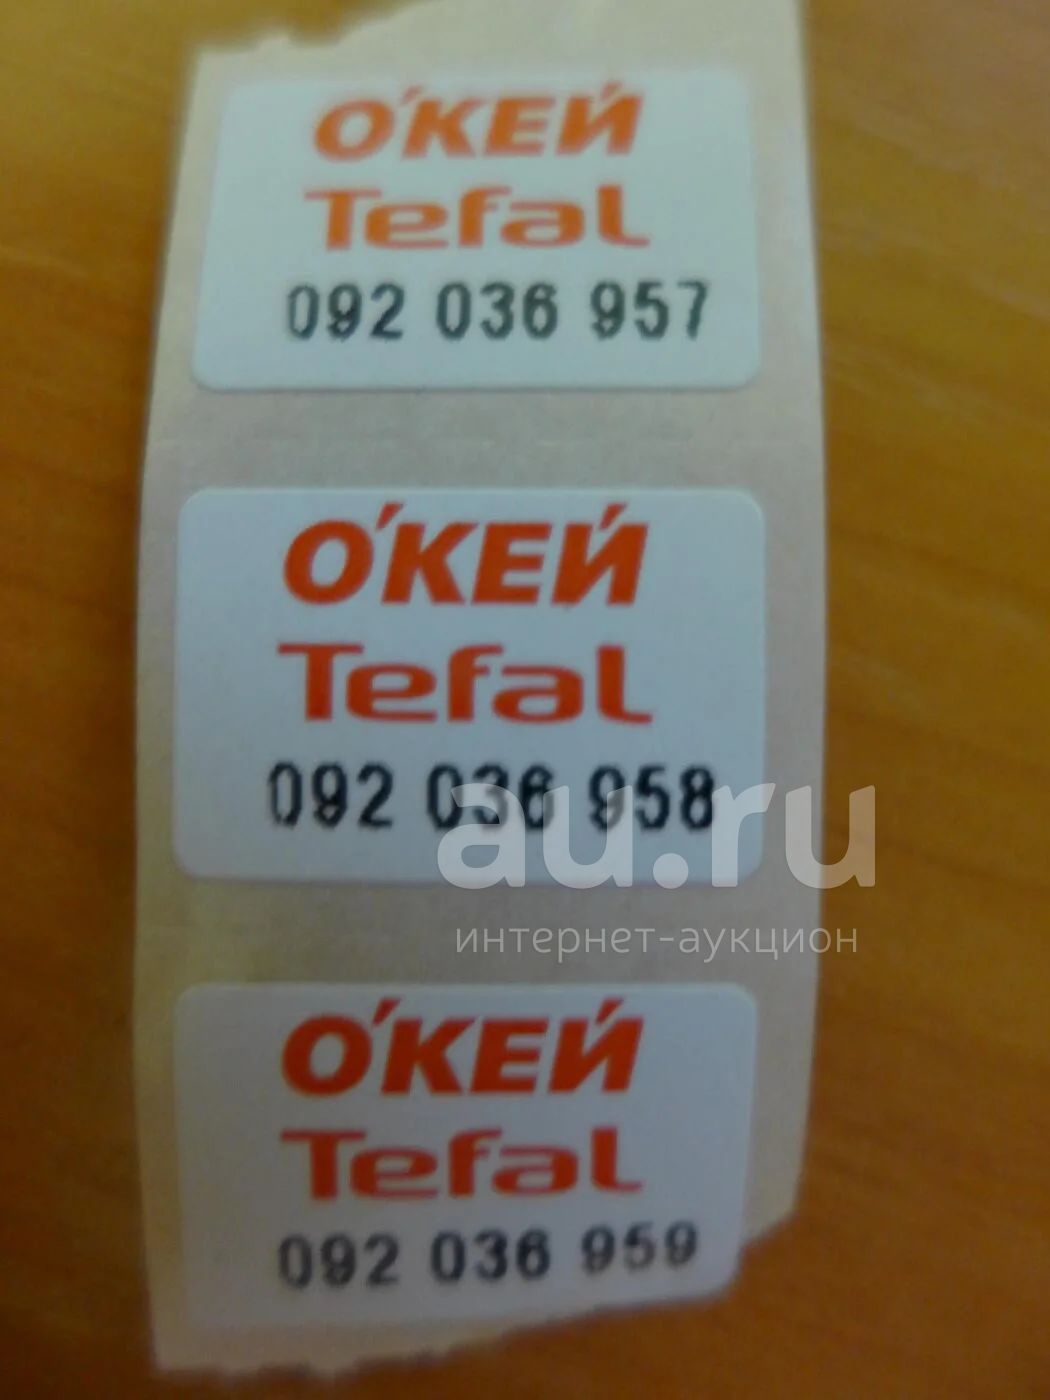 О'КЕЙ
Tefal
092 036 957
О'КЕЙ
Tefal
092 036 958
au.ru
интернет-аукцион
О'КЕЙ
Tefal
092 036 959